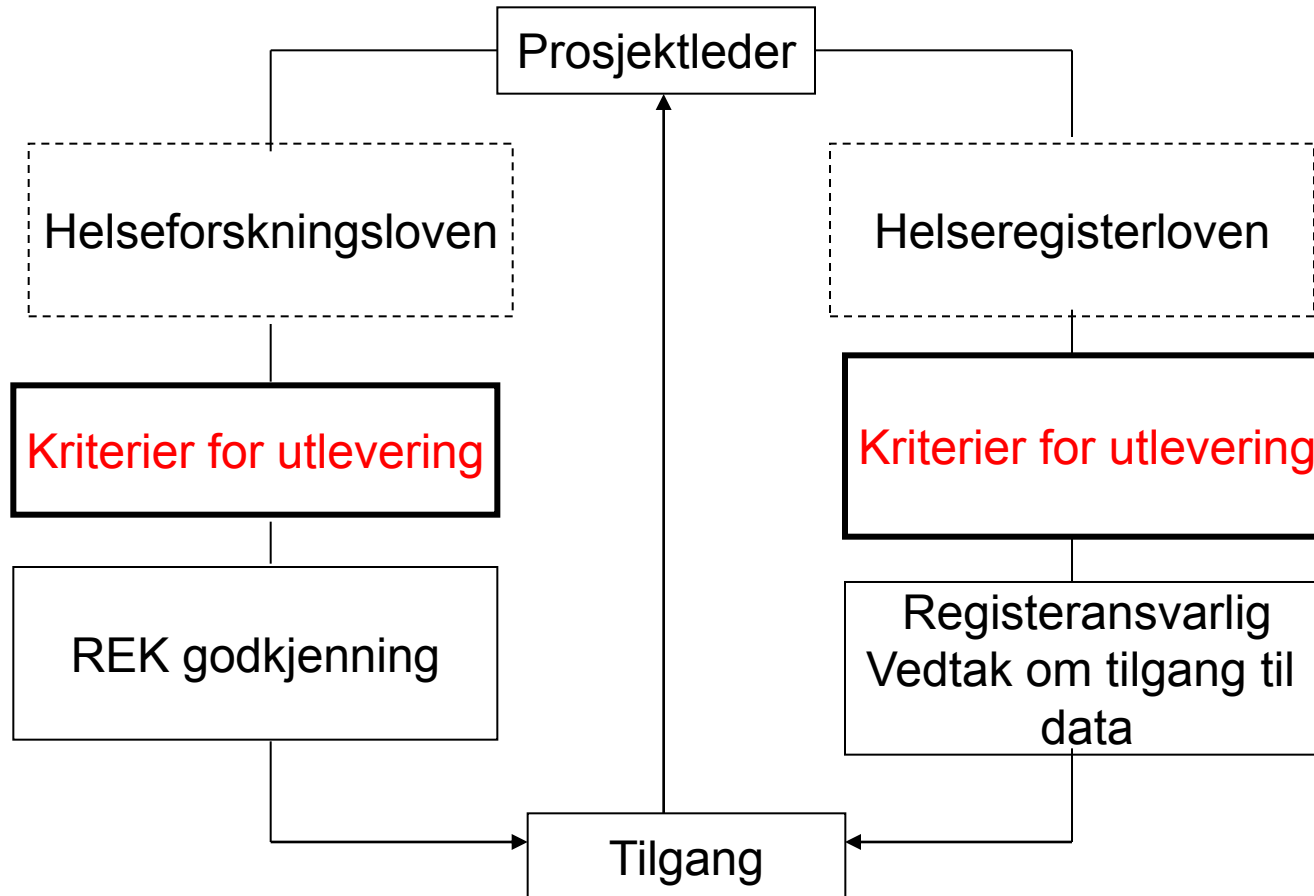 Prosjektleder
Helseforskningsloven
Helseregisterloven
Kriterier for utlevering
Kriterier for utlevering
REK godkjenning
Registeransvarlig
Vedtak om tilgang til
data
Tilgang